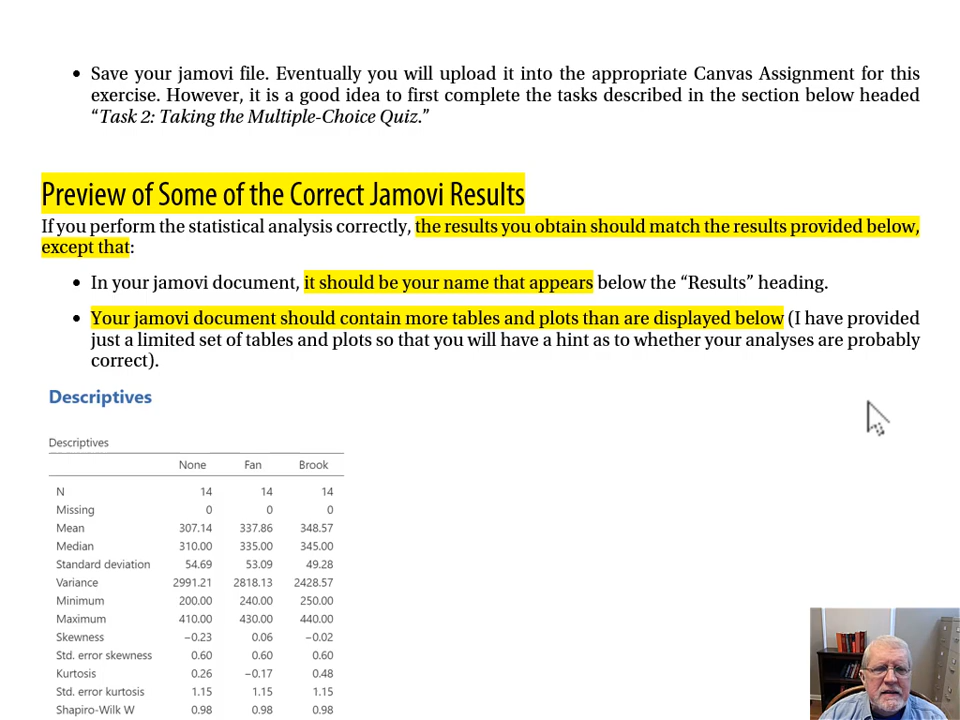 • Save your jamovi file. Eventually you will upload it into the appropriate Canvas Assignment for this
exercise. However, it is a good idea to first complete the tasks described in the section below headed
“Task 2: Taking the Multiple-Choice Quiz.”
Preview of Some of the Correct Jamovi Results
If you perform the statistical analysis correctly, the results you obtain should match the results provided below,
except that:
• In your jamovi document, it should be your name that appears below the “Results” heading.
• Your jamovi document should contain more tables and plots than are displayed below (I have provided
just a limited set of tables and plots so that you will have a hint as to whether your analyses are probably
correct).
Descriptives
Descriptives
None Fan Brook
N 14 14 14
Missing 0 0 0
Mean 307.14 337.86 348.57
Median 310.00 335.00 345.00
Standard deviation 54.69 53.09 49.28
Variance 2991.21 2818.13 2428.57
Minimum 200.00 240.00 250.00
Maximum 410.00 430.00 440.00
Skewness −0.23 0.06 −0.02
Std. error skewness 0.60 0.60 0.60
Kurtosis 0.26 −0.17 0.48
Std. error kurtosis 1.15 1.15 1.15
Shapiro-Wilk W 0.98 0.98 0.98